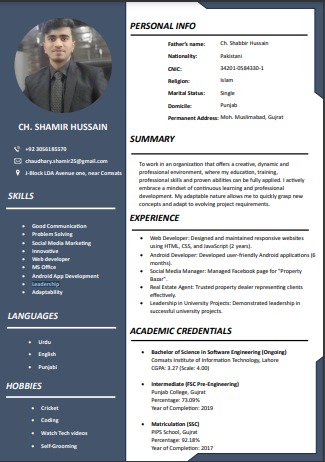 CH. SHAMIR HUSSAIN
+92 3056185570
chaudhary.shamir25@gmail.com
J-Block LDA Avenue one, near Comsats
SKILLS
Good Communication
Problem Solving
Social Media Marketing
Innovative
Web developer
MS Office
Android App Development
Leadership
Adaptability
LANGUAGES
Urdu
English
Punjabi
HOBBIES
Cricket
Coding
Watch Tech videos
Self-Grooming
PERSONAL INFO
Father's name: Ch. Shabbir Hussain
Nationality: Pakistani
CNIC: 34201-0584330-1
Religion: Islam
Marital Status: Single
Domicile: Punjab
Permanent Address: Moh. Muslimabad, Gujrat
SUMMARY
To work in an organization that offers a creative, dynamic and
professional environment, where my education, training,
professional skills and proven abilities can be fully applied. I actively
embrace a mindset of continuous learning and professional
development. My adaptable nature allows me to quickly grasp new
concepts and adapt to evolving project requirements.
EXPERIENCE
Web Developer: Designed and maintained responsive websites
using HTML, CSS, and JavaScript (2 years).
Android Developer: Developed user-friendly Android applications (6
months).
Social Media Manager: Managed Facebook page for "Property
Bazar".
Real Estate Agent: Trusted property dealer representing clients
effectively.
Leadership in University Projects: Demonstrated leadership in
successful university projects.
ACADEMIC CREDENTIALS
Bachelor of Science in Software Engineering (Ongoing)
Comsats Institute of Information Technology, Lahore
CGPA: 3.27 (Scale: 4.00)
Intermediate (FSC Pre-Engineering)
Punjab College, Gujrat
Percentage: 73.09%
Year of Completion: 2019
Matriculation (SSC)
PIPS School, Gujrat
Percentage: 92.18%
Year of Completion: 2017